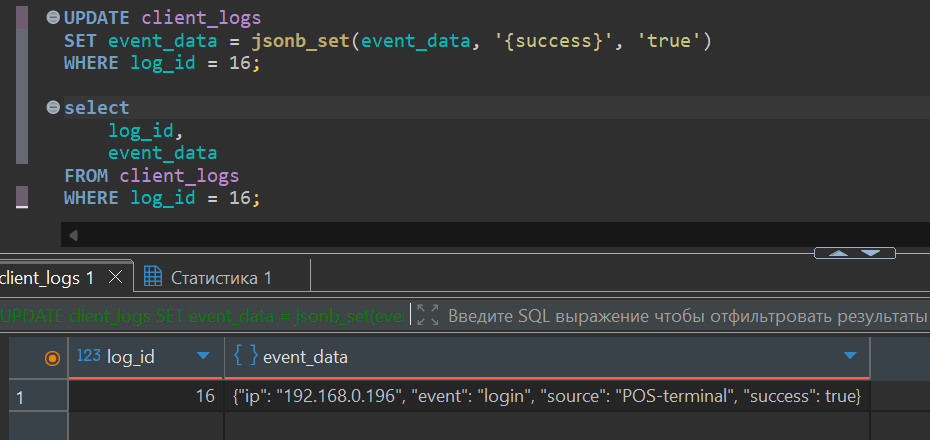 UPDATE client_logs
SET event_data = jsonb_set(event_data, '{success}', 'true')
WHERE log_id = 16;
select
log_id,
event_data
FROM client_logs
WHERE log_id = 16;
client_logs 1
Статистика 1
UPDATE client_logs SET event_data = jsonb_set(eve
Введите SQL выражение чтобы отфильтровать результаты
123 log_id
{ } event_data
1
16
{"ip": "192.168.0.196", "event": "login", "source": "POS-terminal", "success": true}